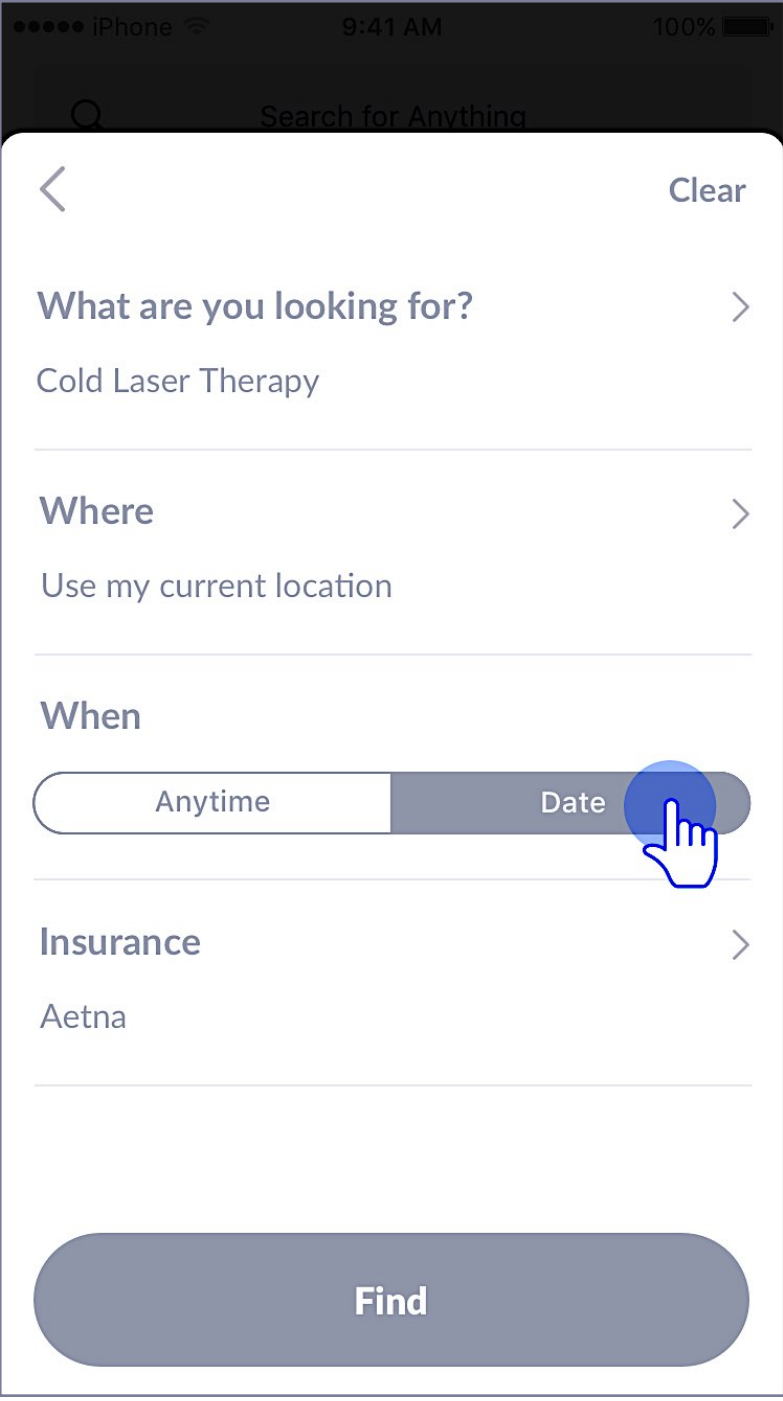 iPhone 9:41 AM 100%
Search for Anything
Clear
What are you looking for?
Cold Laser Therapy
Where
Use my current location
When
Anytime Date
Insurance
Aetna
Find